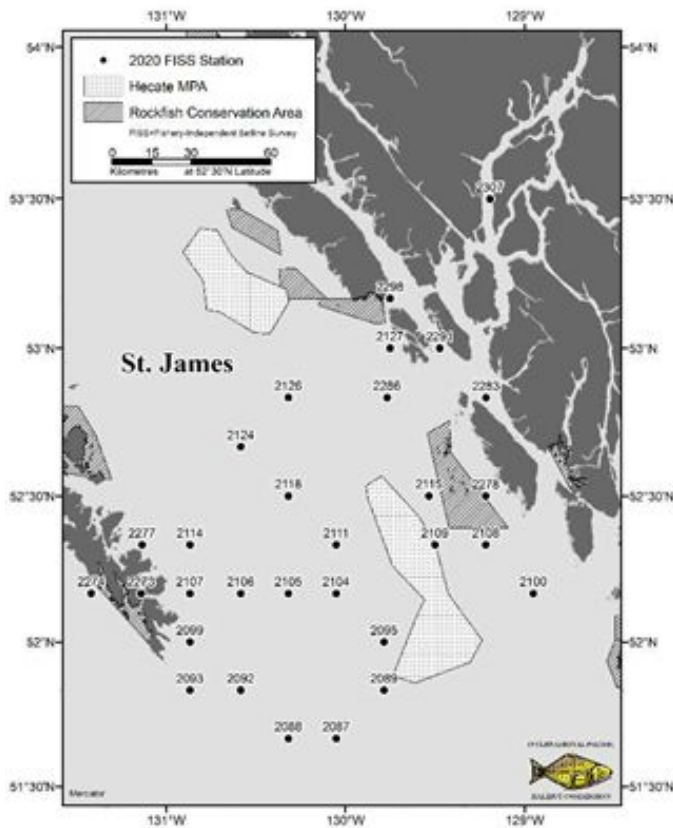 131°W 130°W 129°W
54°N 54°N
2020 FISS Station
Hecate MPA
Rockfish Conservation Area
FISS=Fishery-Independent Setline Survey
0 15 30 60
Kilometres at 52°30'N Latitude
53°30'N 53°30'N
2307
2298
53°N 2127 2291 53°N
St. James
2126 2286 2283
2124
52°30'N 2118 2115 2278 52°30'N
2277 2114 2111 2109 2108
2274 2273 2107 2106 2105 2104 2100
52°N 2099 2095 52°N
2093 2092 2089
2088 2087
51°30'N 51°30'N
Mercator
INTERNATIONAL PACIFIC
HALIBUT COMMISSION
131°W 130°W 129°W